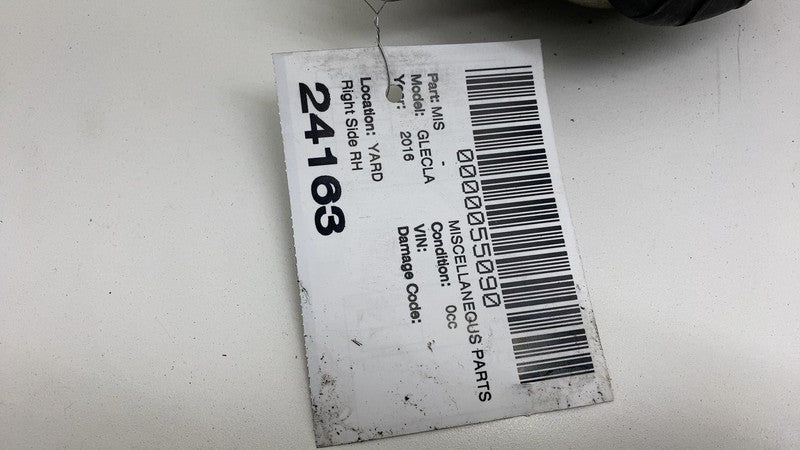 0000055090
Part: MIS - MISCELLANEOUS PARTS
Model: GLECLA Condition: 0cc
Year: 2016 VIN:
Damage Code:
Location: YARD
Right Side RH
24163